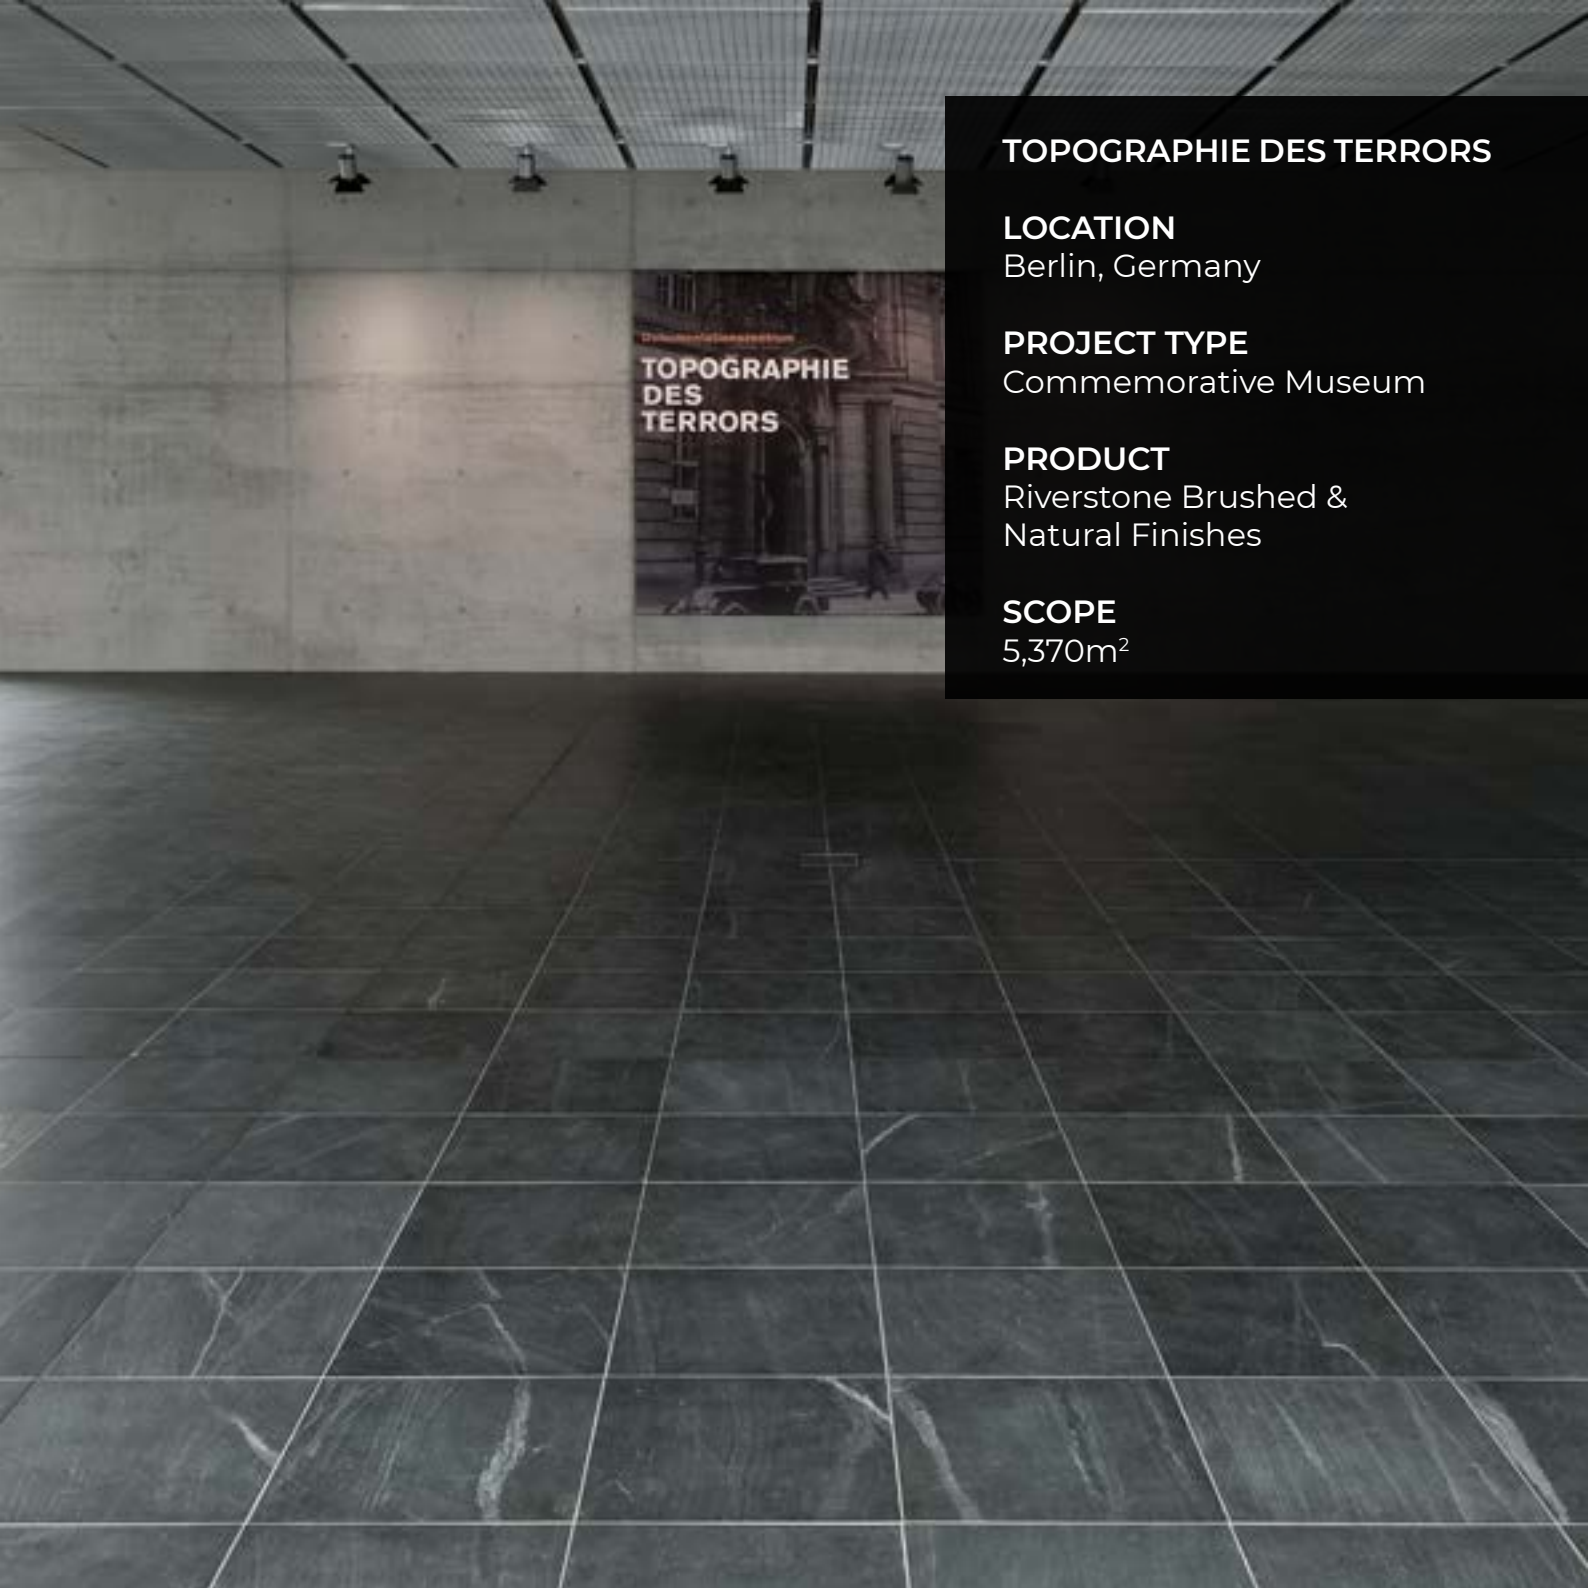 TOPOGRAPHIE DES TERRORS
LOCATION
Berlin, Germany
PROJECT TYPE
Commemorative Museum
PRODUCT
Riverstone Brushed &
Natural Finishes
SCOPE
5,370m²
Dokumentationszentrum
TOPOGRAPHIE
DES
TERRORS